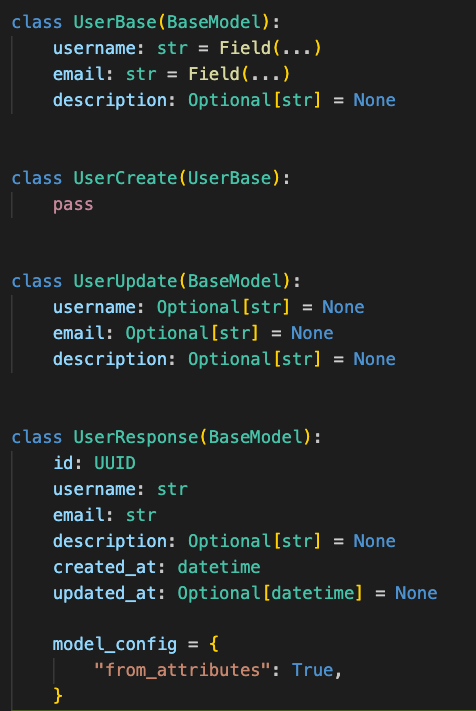 class UserBase(BaseModel):
    username: str = Field(...)
    email: str = Field(...)
    description: Optional[str] = None
class UserCreate(UserBase):
    pass
class UserUpdate(BaseModel):
    username: Optional[str] = None
    email: Optional[str] = None
    description: Optional[str] = None
class UserResponse(BaseModel):
    id: UUID
    username: str
    email: str
    description: Optional[str] = None
    created_at: datetime
    updated_at: Optional[datetime] = None
    model_config = {
        "from_attributes": True,
    }